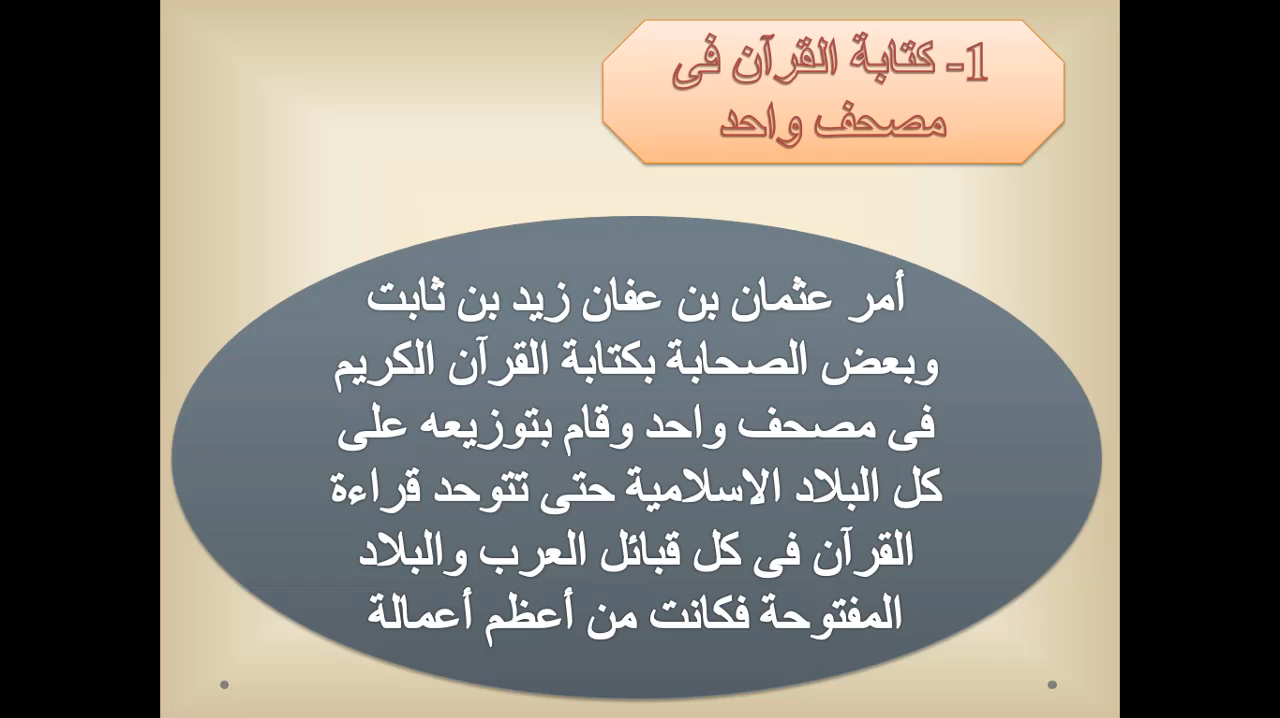 1- كتابة القرآن فى
مصحف واحد
أمر عثمان بن عفان زيد بن ثابت
وبعض الصحابة بكتابة القرآن الكريم
فى مصحف واحد وقام بتوزيعه على
كل البلاد الاسلامية حتى تتوحد قراءة
القرآن فى كل قبائل العرب والبلاد
المفتوحة فكانت من أعظم أعمالة